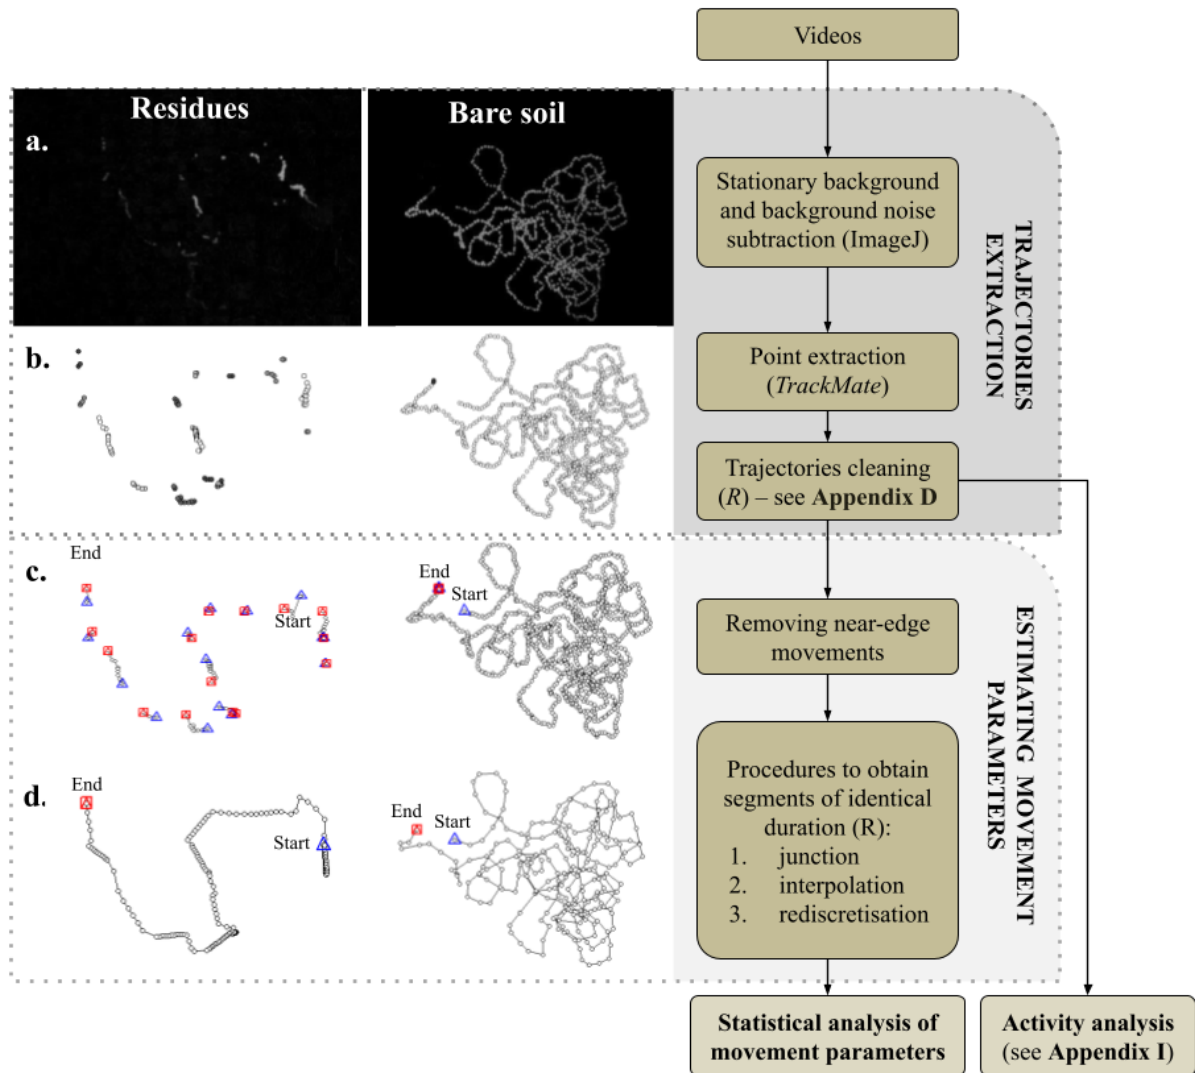 Videos
Residues
Bare soil
a.
Stationary background
and background noise
subtraction (ImageJ)
TRAJECTORIES
EXTRACTION
b.
Point extraction
(TrackMate)
Trajectories cleaning
(R) – see Appendix D
End
c.
Start
End
Start
Removing near-edge
movements
ESTIMATING MOVEMENT
PARAMETERS
d.
End
Start
End
Start
Procedures to obtain
segments of identical
duration (R):
1. junction
2. interpolation
3. rediscretisation
Statistical analysis of
movement parameters
Activity analysis
(see Appendix I)